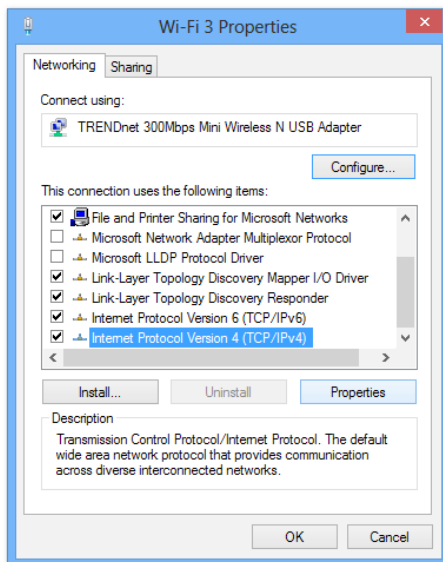 Wi-Fi 3 Properties
Networking
Sharing
Connect using:
TRENDnet 300Mbps Mini Wireless N USB Adapter
Configure...
This connection uses the following items:
File and Printer Sharing for Microsoft Networks
Microsoft Network Adapter Multiplexor Protocol
Microsoft LLDP Protocol Driver
Link-Layer Topology Discovery Mapper I/O Driver
Link-Layer Topology Discovery Responder
Internet Protocol Version 6 (TCP/IPv6)
Internet Protocol Version 4 (TCP/IPv4)
Install...
Uninstall
Properties
Description
Transmission Control Protocol/Internet Protocol. The default
wide area network protocol that provides communication
across diverse interconnected networks.
OK
Cancel